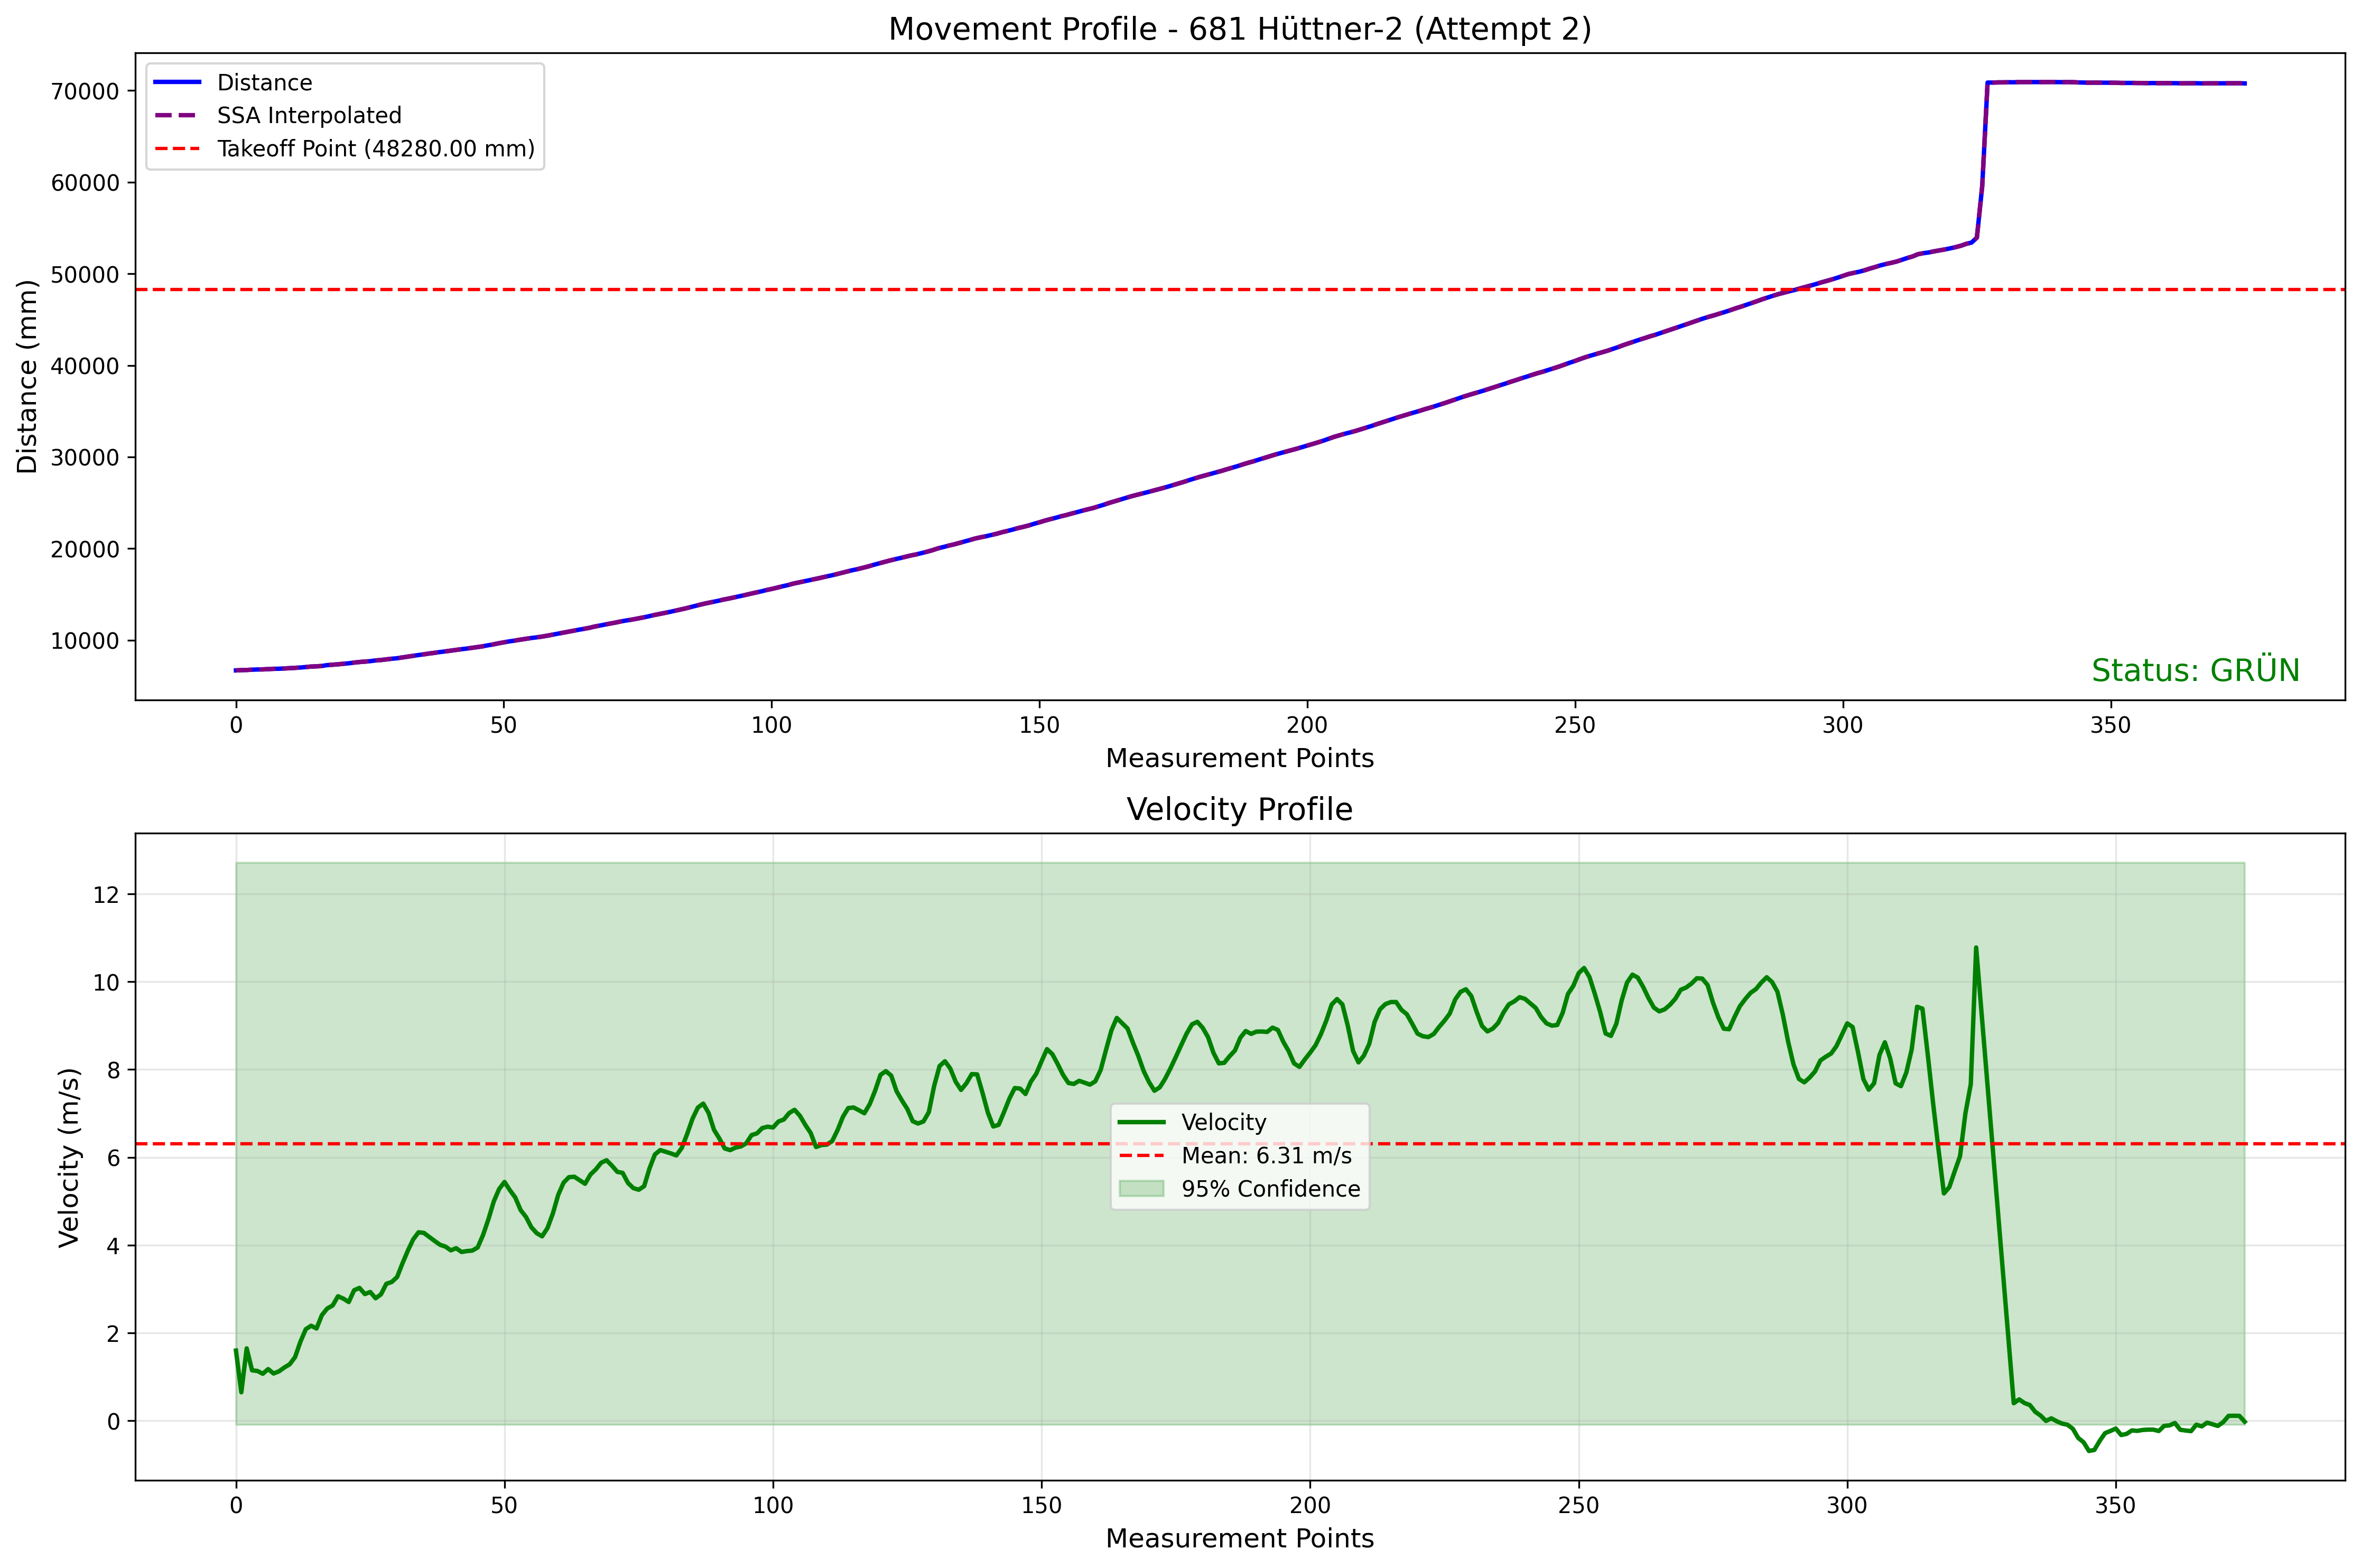 Movement Profile - 681 Hüttner-2 (Attempt 2)
Distance
SSA Interpolated
Takeoff Point (48280.00 mm)
70000
60000
50000
40000
30000
20000
10000
Distance (mm)
Status: GRÜN
0 50 100 150 200 250 300 350
Measurement Points
Velocity Profile
12
10
8
6
4
2
0
Velocity (m/s)
Velocity
Mean: 6.31 m/s
95% Confidence
0 50 100 150 200 250 300 350
Measurement Points